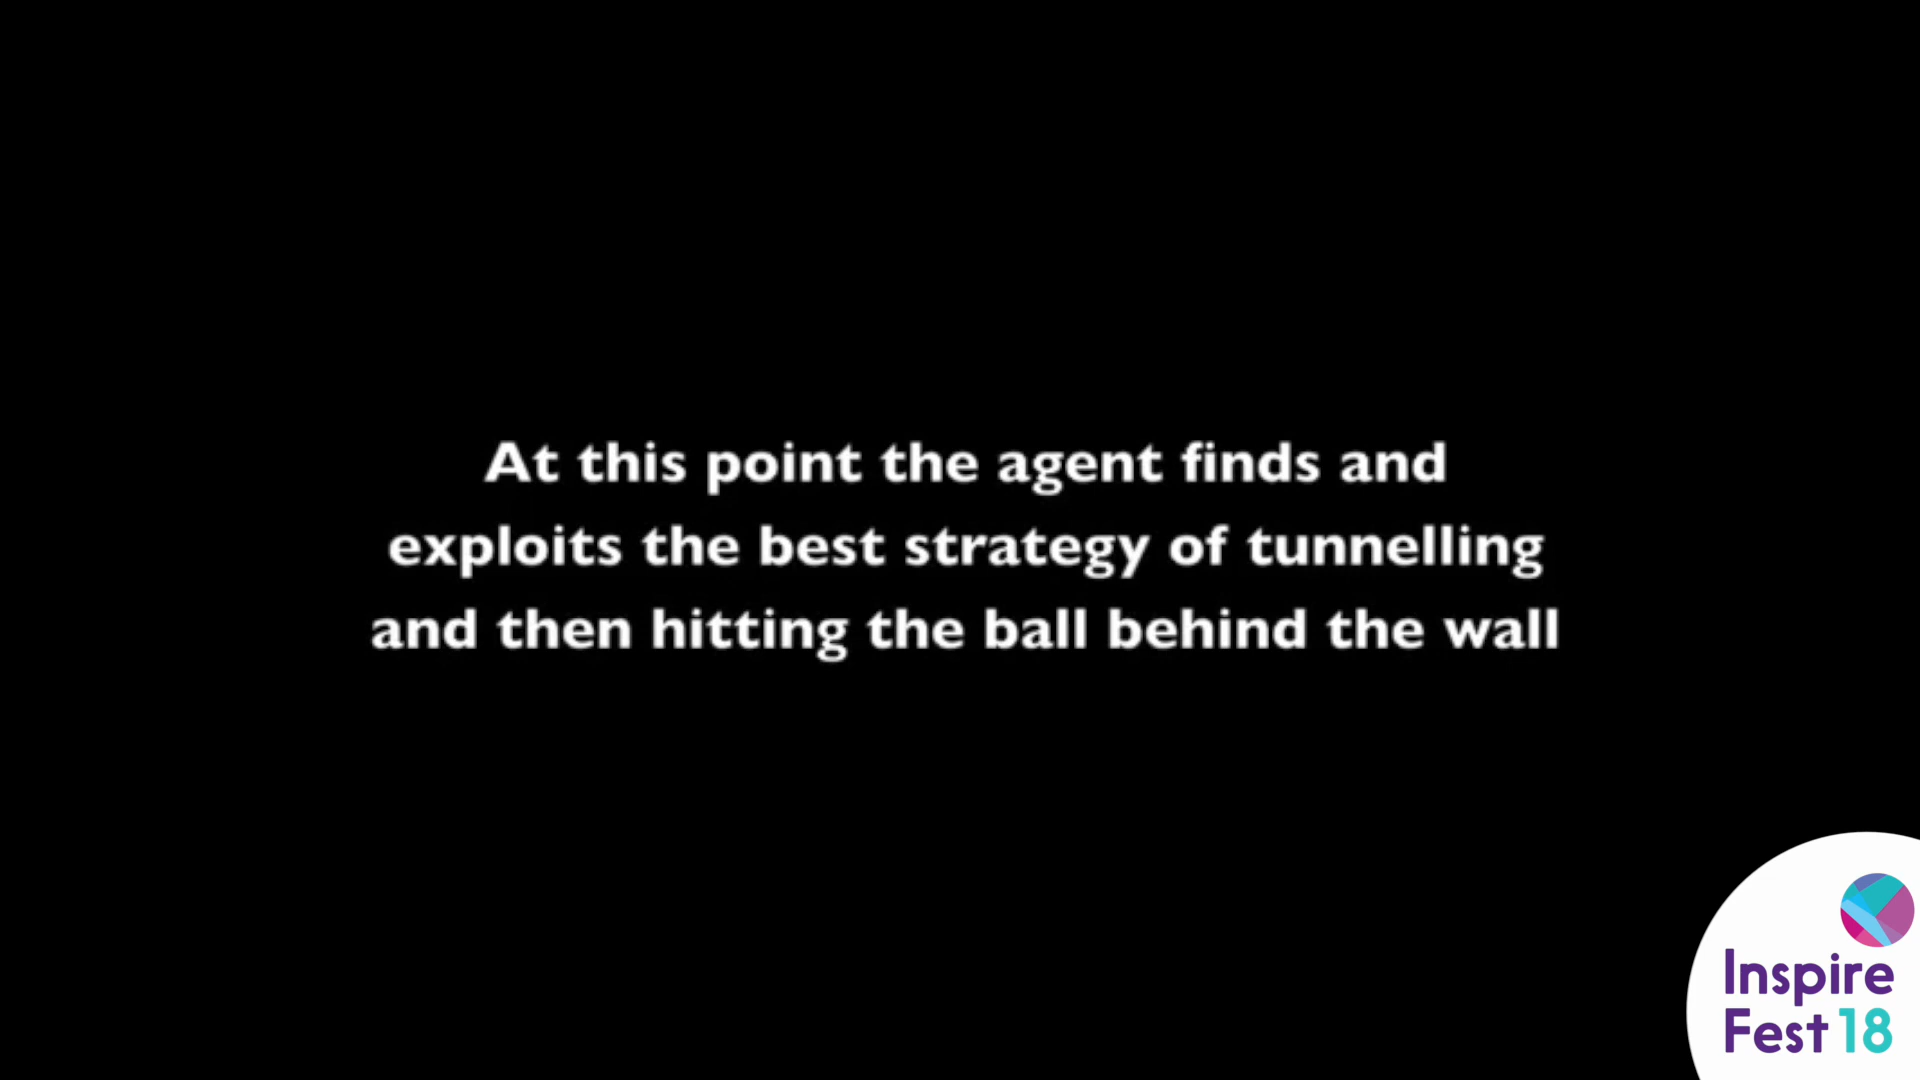 At this point the agent finds and
exploits the best strategy of tunnelling
and then hitting the ball behind the wall
Inspire
Fest 18